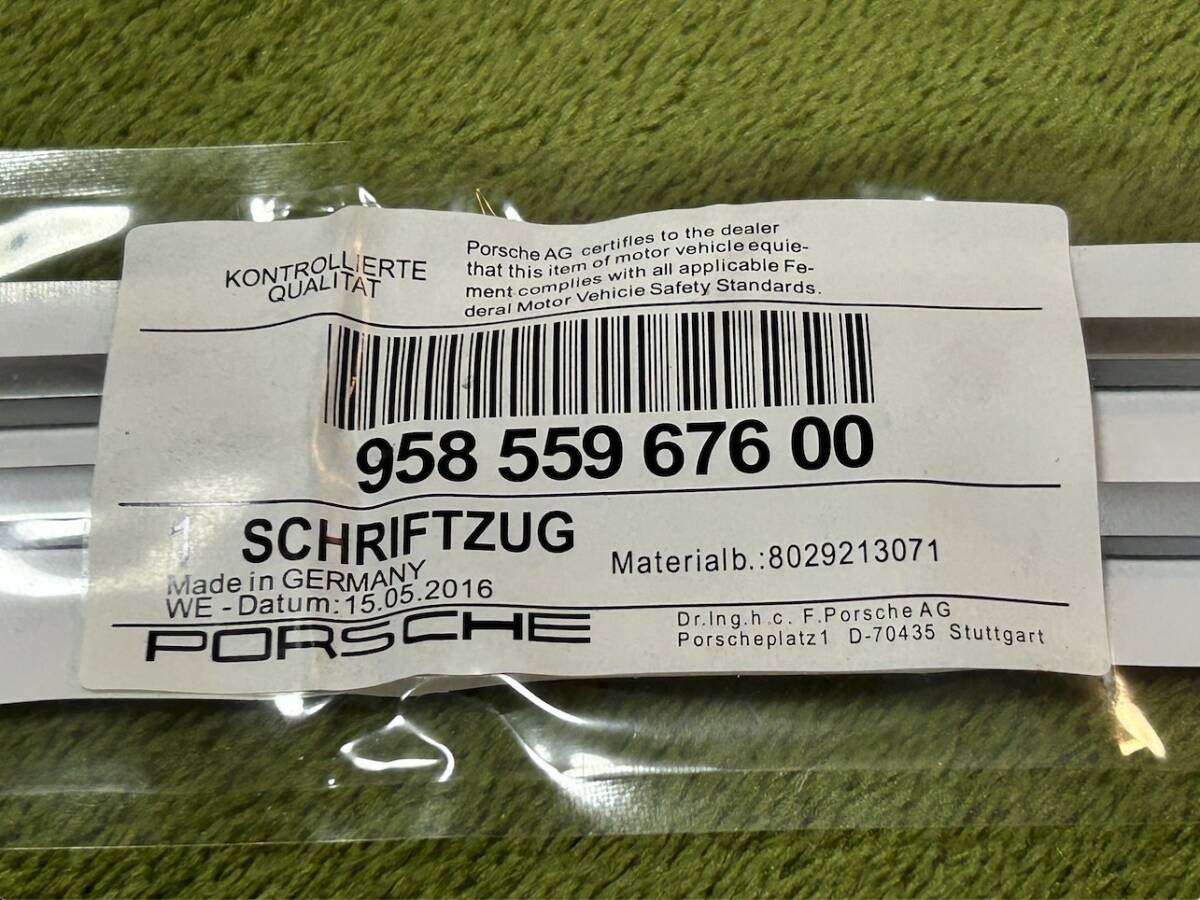 KONTROLLIERTE
QUALITÄT
Porsche AG certifies to the dealer
that this item of motor vehicle equie-
ment complies with all applicable Fe-
deral Motor Vehicie Safety Standards.
958 559 676 00
1 SCHRIFTZUG
Made in GERMANY
WE - Datum: 15.05.2016
Materialb.:8029213071
PORSCHE
Dr.Ing.h.c. F.Porsche AG
Porscheplatz1 D-70435 Stuttgart